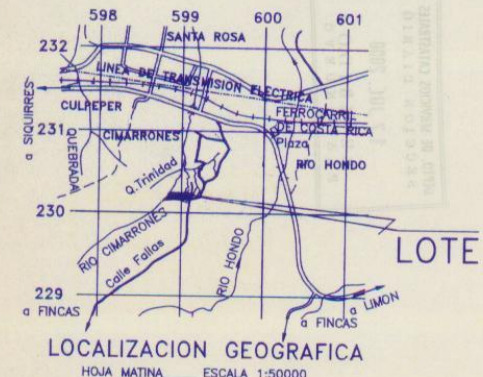 598 599 600 601
232
SANTA ROSA
LINEA DE TRANSMISION ELECTRICA
a SIQUIRRES
CULPEPER
FERROCARRIL
DE COSTA RICA
231
CIMARRONES
Plaza
QUEBRADA
RIO HONDO
Q.Trinidad
230
LOTE
RIO CIMARRONES
Calle Fallas
RIO HONDO
229
a FINCAS
a FINCAS
a LIMON
LOCALIZACION GEOGRAFICA
HOJA MATINA ESCALA 1:50000